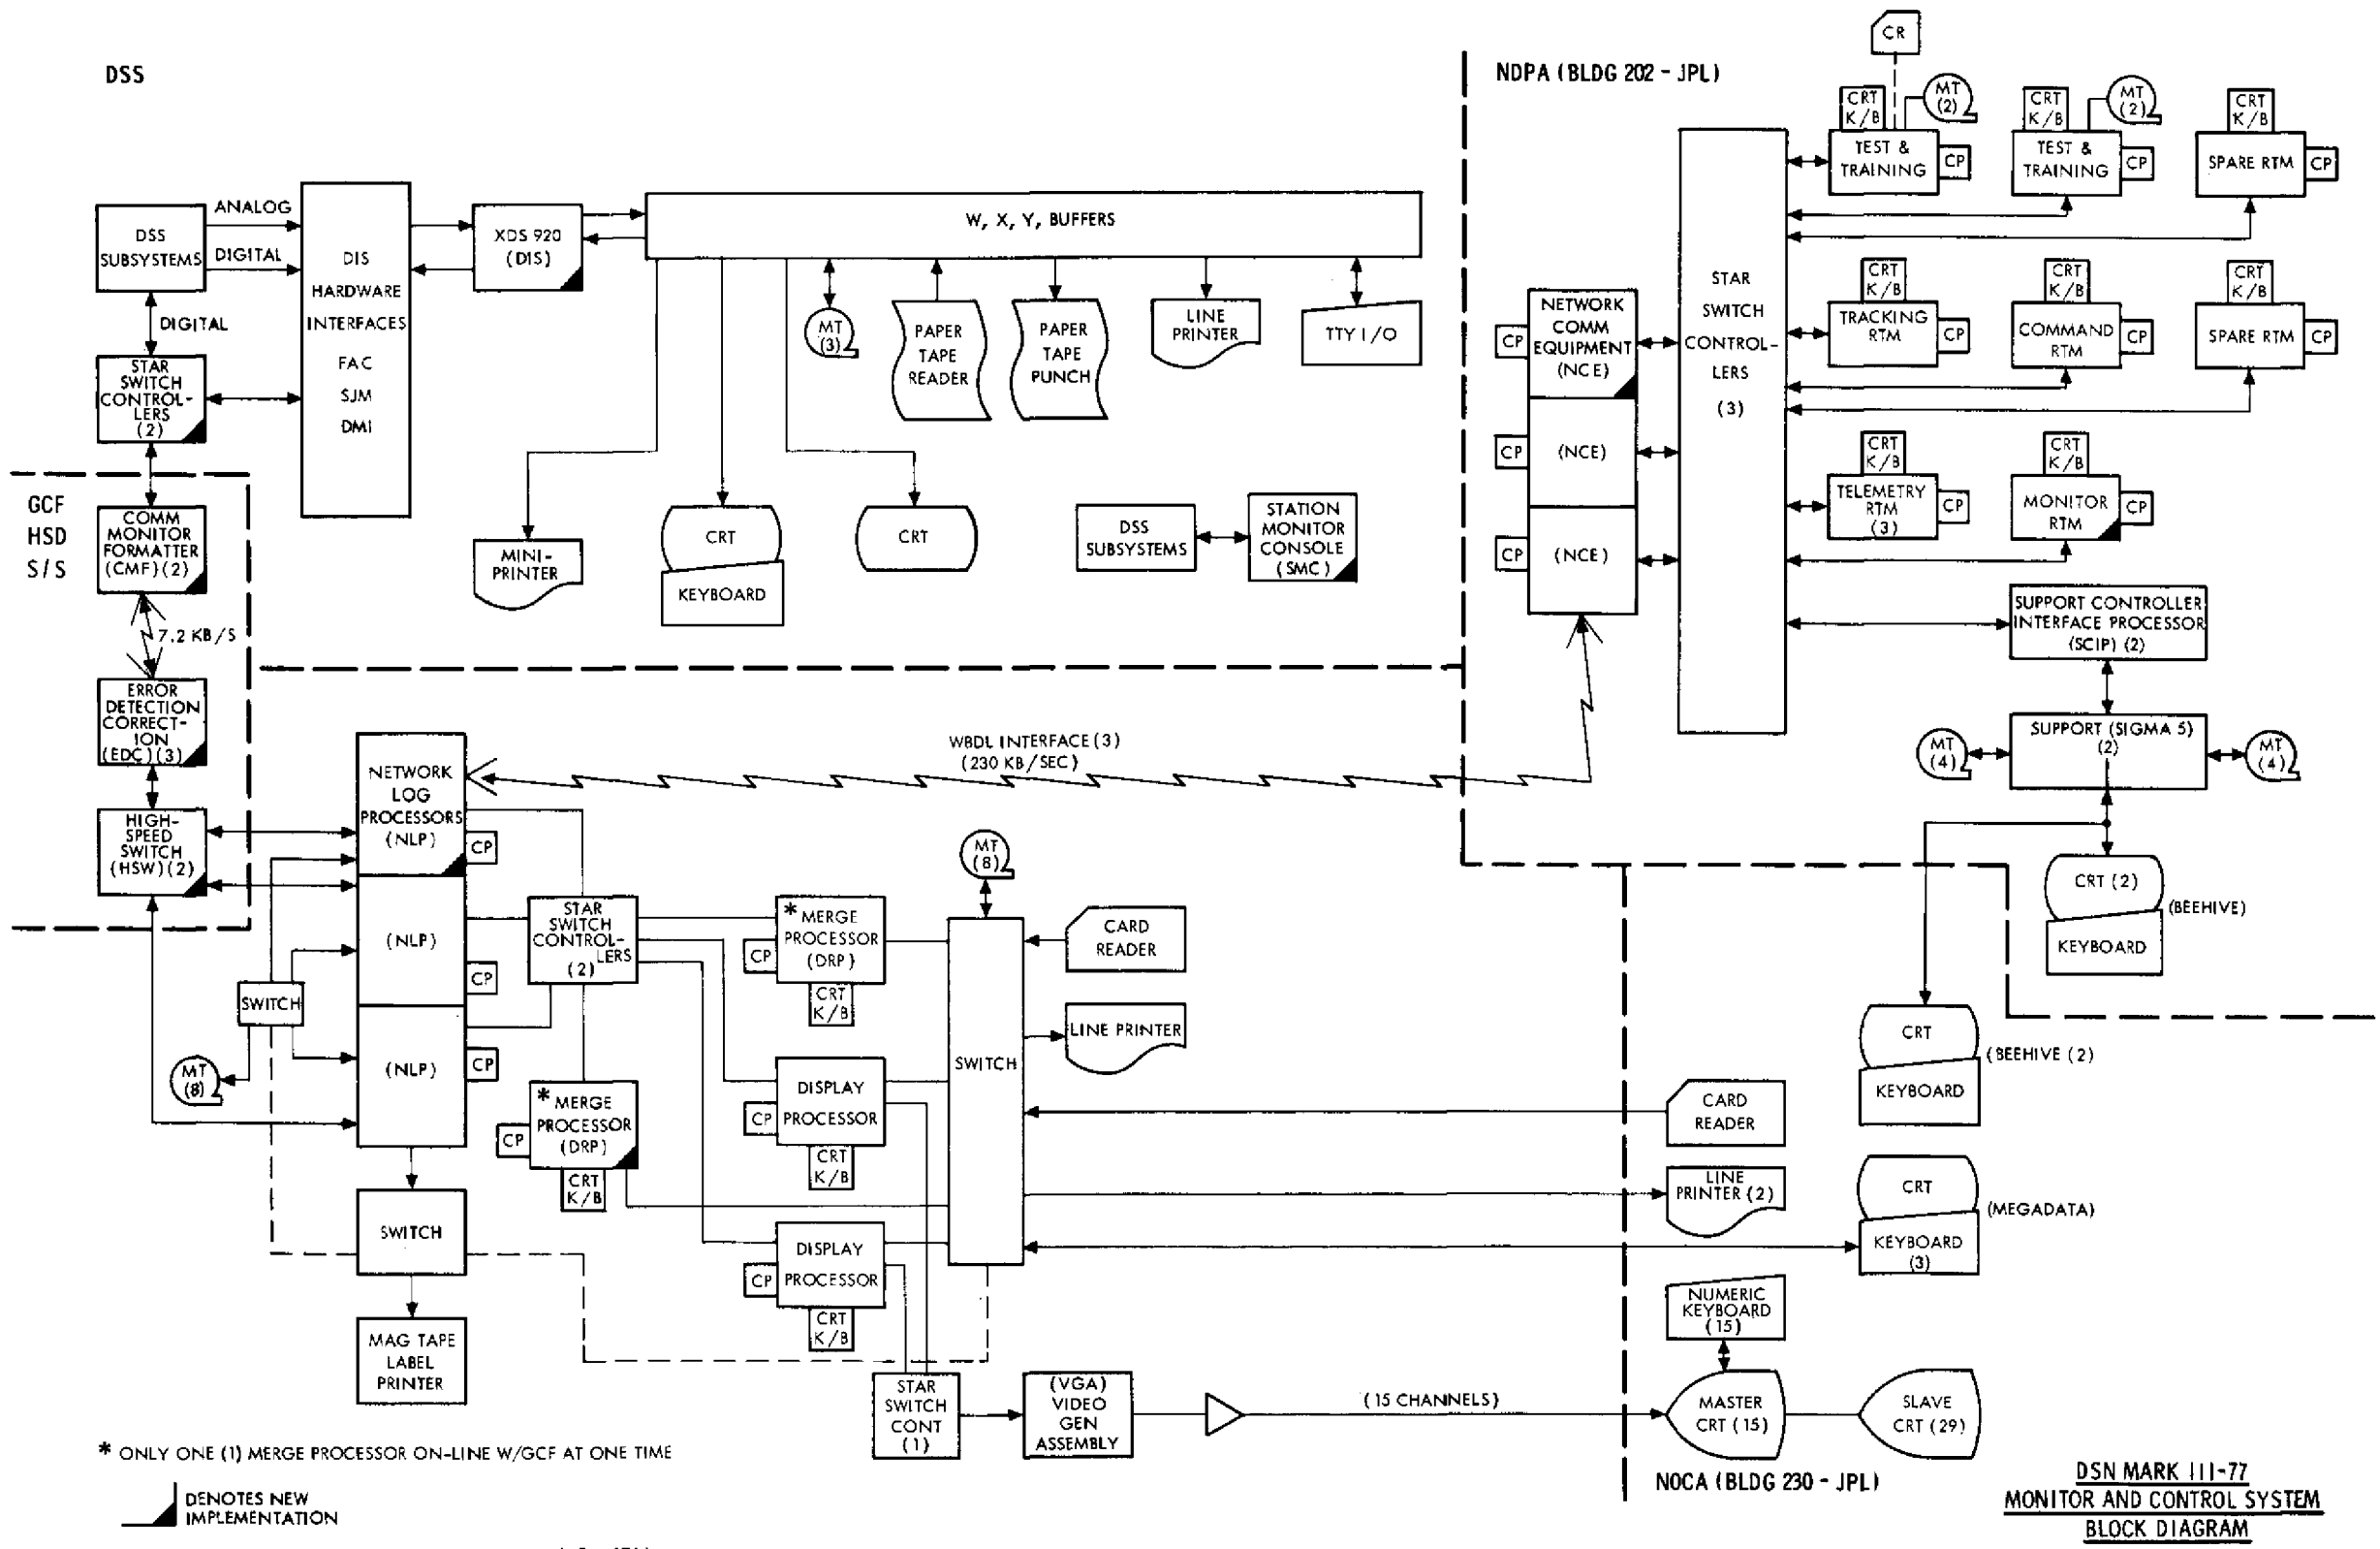 DSS
DSS
SUBSYSTEMS
ANALOG
DIGITAL
DIGITAL
STAR
SWITCH
CONTROL-
LERS
(2)
DIS
HARDWARE
INTERFACES
FAC
SJM
DMI
XDS 920
(DIS)
W, X, Y, BUFFERS
MT
(3)
PAPER
TAPE
READER
PAPER
TAPE
PUNCH
LINE
PRINTER
TTY I/O
MINI-
PRINTER
CRT
KEYBOARD
CRT
DSS
SUBSYSTEMS
STATION
MONITOR
CONSOLE
(SMC)
GCF
HSD
S/S
COMM
MONITOR
FORMATTER
(CMF)(2)
7.2 KB/S
ERROR
DETECTION
CORRECT-
ION
(EDC)(3)
HIGH-
SPEED
SWITCH
(HSW)(2)
NDPA (BLDG 202 - JPL)
CR
CRT
K/B
MT
(2)
TEST &
TRAINING
CP
CRT
K/B
MT
(2)
TEST &
TRAINING
CP
CRT
K/B
SPARE RTM
CP
STAR
SWITCH
CONTROL-
LERS
(3)
NETWORK
COMM
EQUIPMENT
(NCE)
CP
(NCE)
CP
(NCE)
CP
CRT
K/B
TRACKING
RTM
CP
CRT
K/B
COMMAND
RTM
CP
CRT
K/B
SPARE RTM
CP
CRT
K/B
TELEMETRY
RTM
(3)
CP
CRT
K/B
MONITOR
RTM
CP
SUPPORT CONTROLLER
INTERFACE PROCESSOR
(SCIP) (2)
SUPPORT (SIGMA 5)
(2)
MT
(4)
MT
(4)
CRT (2)
KEYBOARD
(BEEHIVE)
WBDL INTERFACE (3)
(230 KB/SEC)
NETWORK
LOG
PROCESSORS
(NLP)
CP
(NLP)
CP
(NLP)
CP
SWITCH
MT
(8)
SWITCH
MAG TAPE
LABEL
PRINTER
STAR
SWITCH
CONTROL-
LERS
(2)
* MERGE
PROCESSOR
(DRP)
CP
CRT
K/B
* MERGE
PROCESSOR
(DRP)
CP
CRT
K/B
DISPLAY
PROCESSOR
CP
CRT
K/B
DISPLAY
PROCESSOR
CP
CRT
K/B
MT
(8)
SWITCH
CARD
READER
LINE PRINTER
STAR
SWITCH
CONT
(1)
(VGA)
VIDEO
GEN
ASSEMBLY
(15 CHANNELS)
CRT
KEYBOARD
(BEEHIVE (2)
CARD
READER
LINE
PRINTER (2)
CRT
KEYBOARD
(3)
(MEGADATA)
NUMERIC
KEYBOARD
(15)
MASTER
CRT (15)
SLAVE
CRT (29)
NOCA (BLDG 230 - JPL)
* ONLY ONE (1) MERGE PROCESSOR ON-LINE W/GCF AT ONE TIME
DENOTES NEW
IMPLEMENTATION
DSN MARK III-77
MONITOR AND CONTROL SYSTEM
BLOCK DIAGRAM